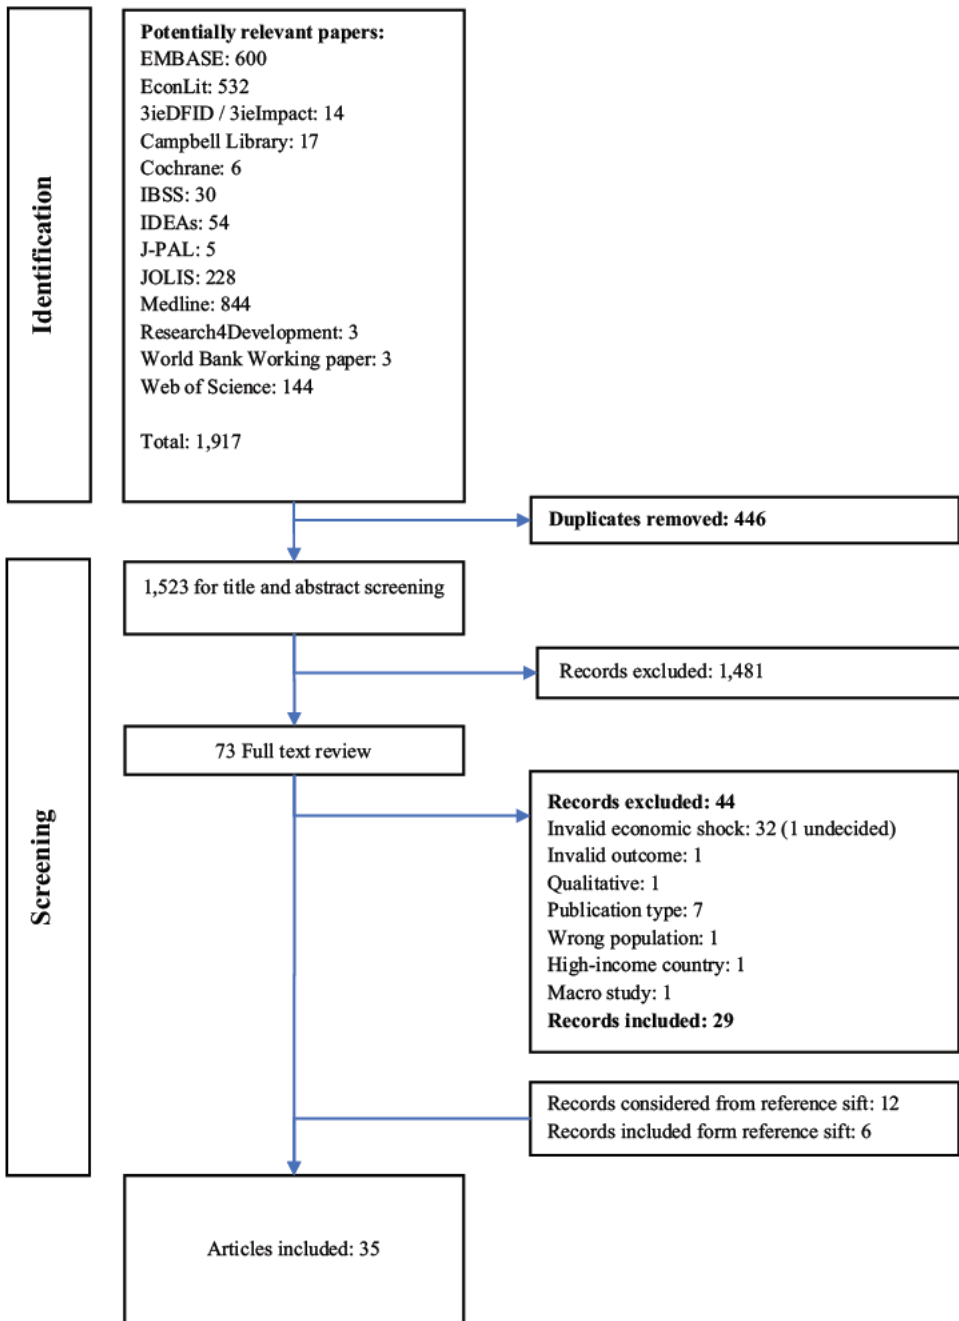 Identification
Potentially relevant papers:
EMBASE: 600
EconLit: 532
3ieDFID / 3ieImpact: 14
Campbell Library: 17
Cochrane: 6
IBSS: 30
IDEAs: 54
J-PAL: 5
JOLIS: 228
Medline: 844
Research4Development: 3
World Bank Working paper: 3
Web of Science: 144
Total: 1,917
Duplicates removed: 446
Screening
1,523 for title and abstract screening
Records excluded: 1,481
73 Full text review
Records excluded: 44
Invalid economic shock: 32 (1 undecided)
Invalid outcome: 1
Qualitative: 1
Publication type: 7
Wrong population: 1
High-income country: 1
Macro study: 1
Records included: 29
Records considered from reference sift: 12
Records included form reference sift: 6
Articles included: 35